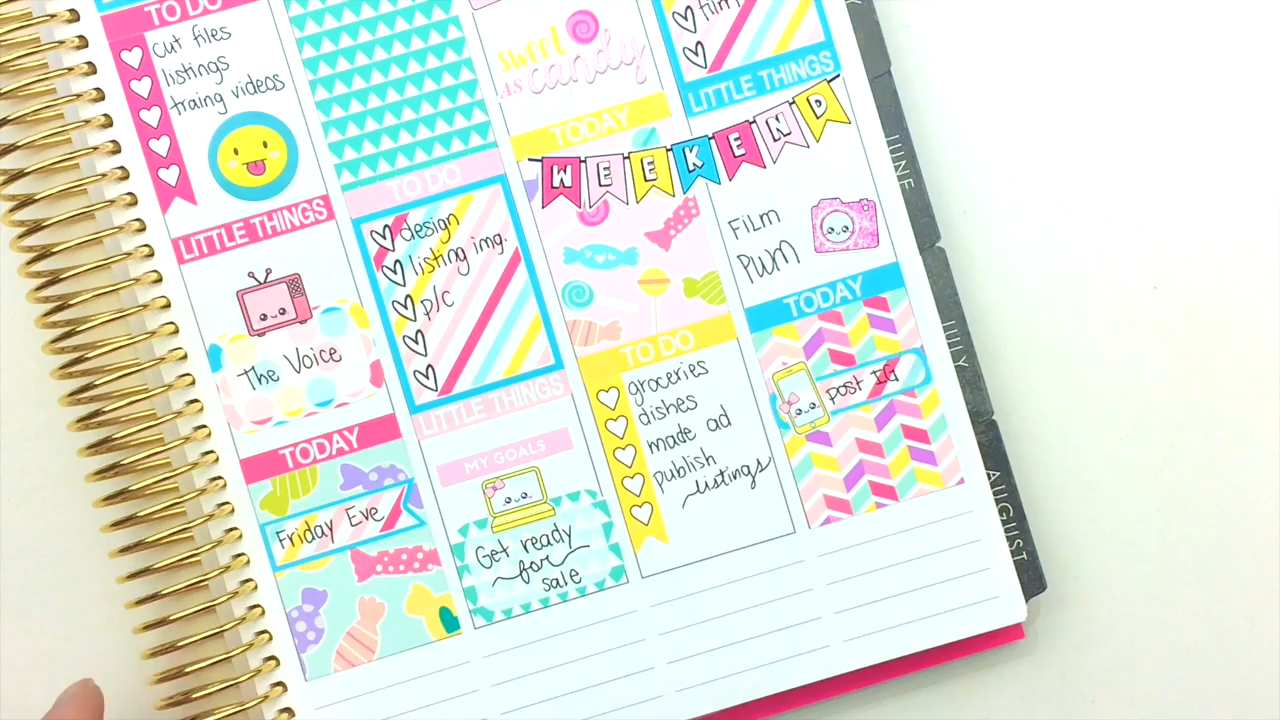 TO DO
cut files
listings
traing videos
LITTLE THINGS
The Voice
TODAY
Friday Eve
TO DO
design
listing img.
p/c
LITTLE THINGS
MY GOALS
Get ready
for
sale
SWEET
AS candy
TODAY
WEEKEND
TO DO
groceries
dishes
made ad
publish
listings
film
LITTLE THINGS
FILM
PWM
TODAY
post IG
JUNE
JULY
AUGUST